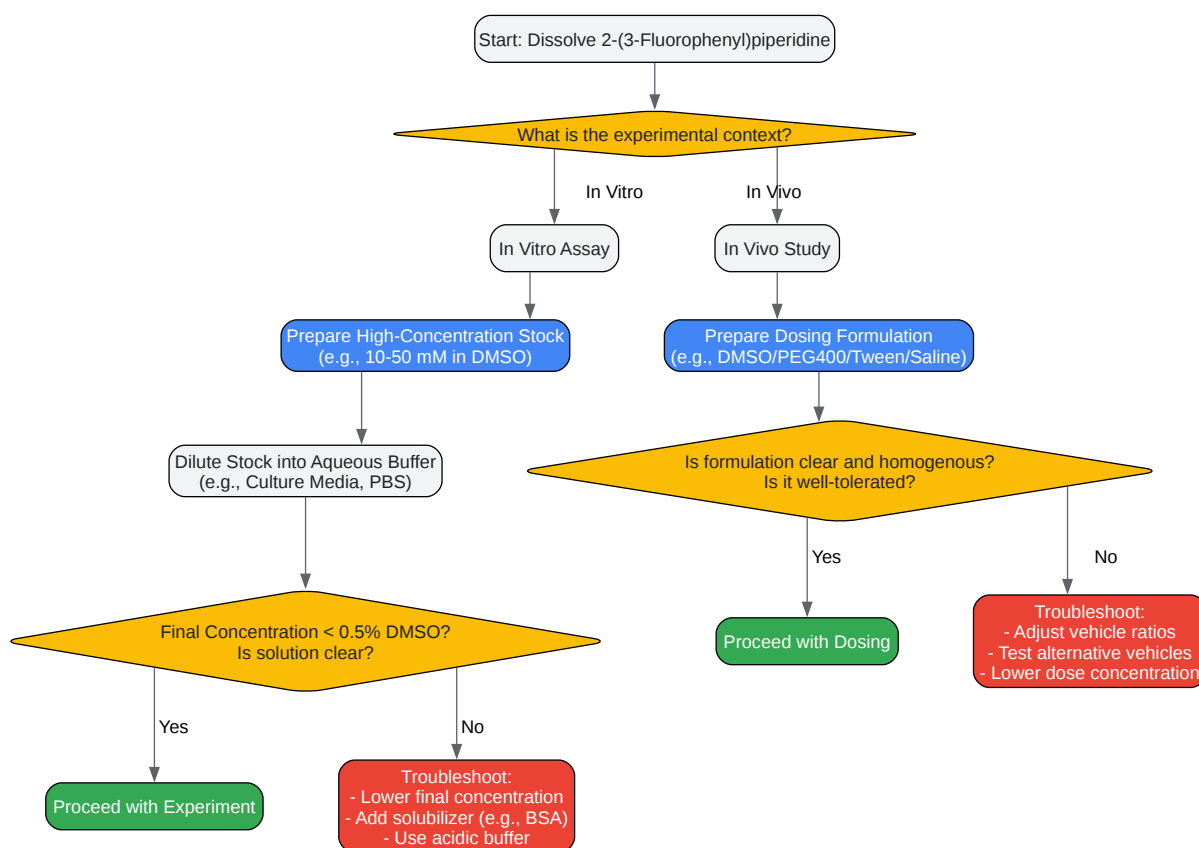 Start: Dissolve 2-(3-Fluorophenyl)piperidine
What is the experimental context?
In Vitro
In Vivo
In Vitro Assay
In Vivo Study
Prepare High-Concentration Stock
(e.g., 10-50 mM in DMSO)
Prepare Dosing Formulation
(e.g., DMSO/PEG400/Tween/Saline)
Dilute Stock into Aqueous Buffer
(e.g., Culture Media, PBS)
Is formulation clear and homogenous?
Is it well-tolerated?
Yes
No
Final Concentration < 0.5% DMSO?
Is solution clear?
Proceed with Dosing
Troubleshoot:
- Adjust vehicle ratios
- Test alternative vehicles
- Lower dose concentration
Yes
No
Proceed with Experiment
Troubleshoot:
- Lower final concentration
- Add solubilizer (e.g., BSA)
- Use acidic buffer